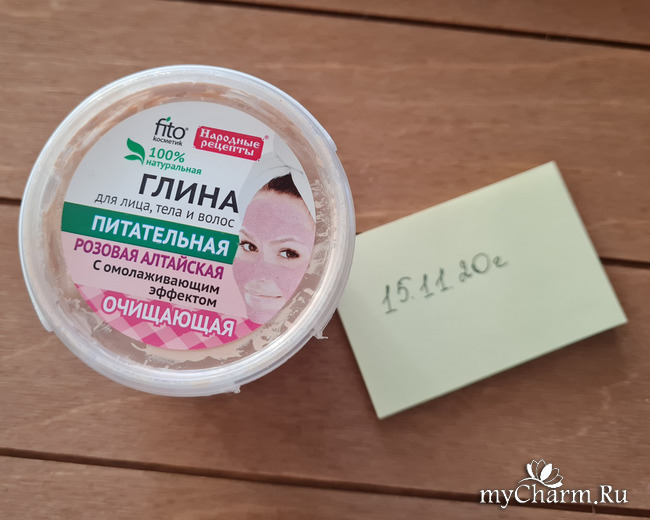 fito®
косметик
Народные
рецепты®
100%
натуральная
ГЛИНА
для лица, тела и волос
ПИТАТЕЛЬНАЯ
РОЗОВАЯ АЛТАЙСКАЯ
С омолаживающим
эффектом
ОЧИЩАЮЩАЯ
15.11.20г
myCharm.Ru